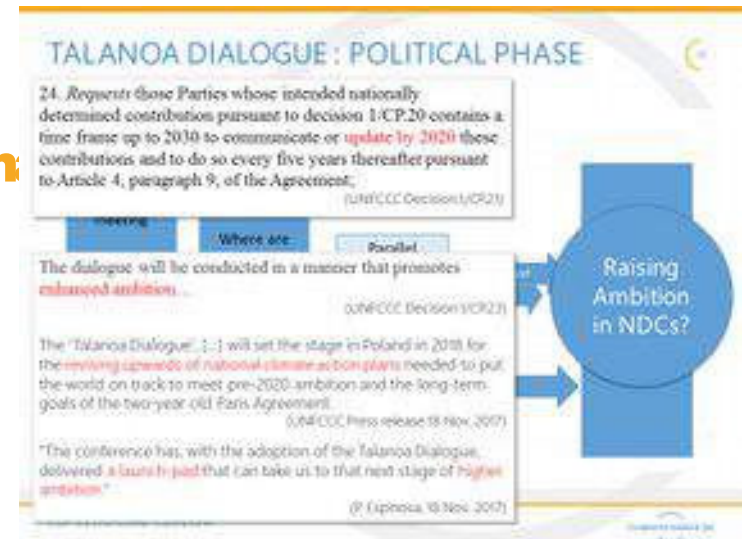 TALANOA DIALOGUE : POLITICAL PHASE
24. Requests those Parties whose intended nationally
determined contribution pursuant to decision 1/CP.20 contains a
time frame up to 2030 to communicate or update by 2020 these
contributions and to do so every five years thereafter pursuant
to Article 4, paragraph 9, of the Agreement;
(UNFCCC Decision 1/CP.21)
meeting
Where are
Parallel
The dialogue will be conducted in a manner that promotes
enhanced ambition...
(UNFCCC Decision 1/CP.23)
The 'Talanoa Dialogue', [...] will set the stage in Poland in 2018 for
the revising upwards of national climate action plans needed to put
the world on track to meet pre-2020 ambition and the long-term
goals of the two-year old Paris Agreement
(UNFCCC Press release 18 Nov. 2017)
"The conference has, with the adoption of the Talanoa Dialogue,
delivered a launch-pad that can take us to that next stage of higher
ambition."
(P. Espinosa, 18 Nov. 2017)
Raising
Ambition
in NDCs?